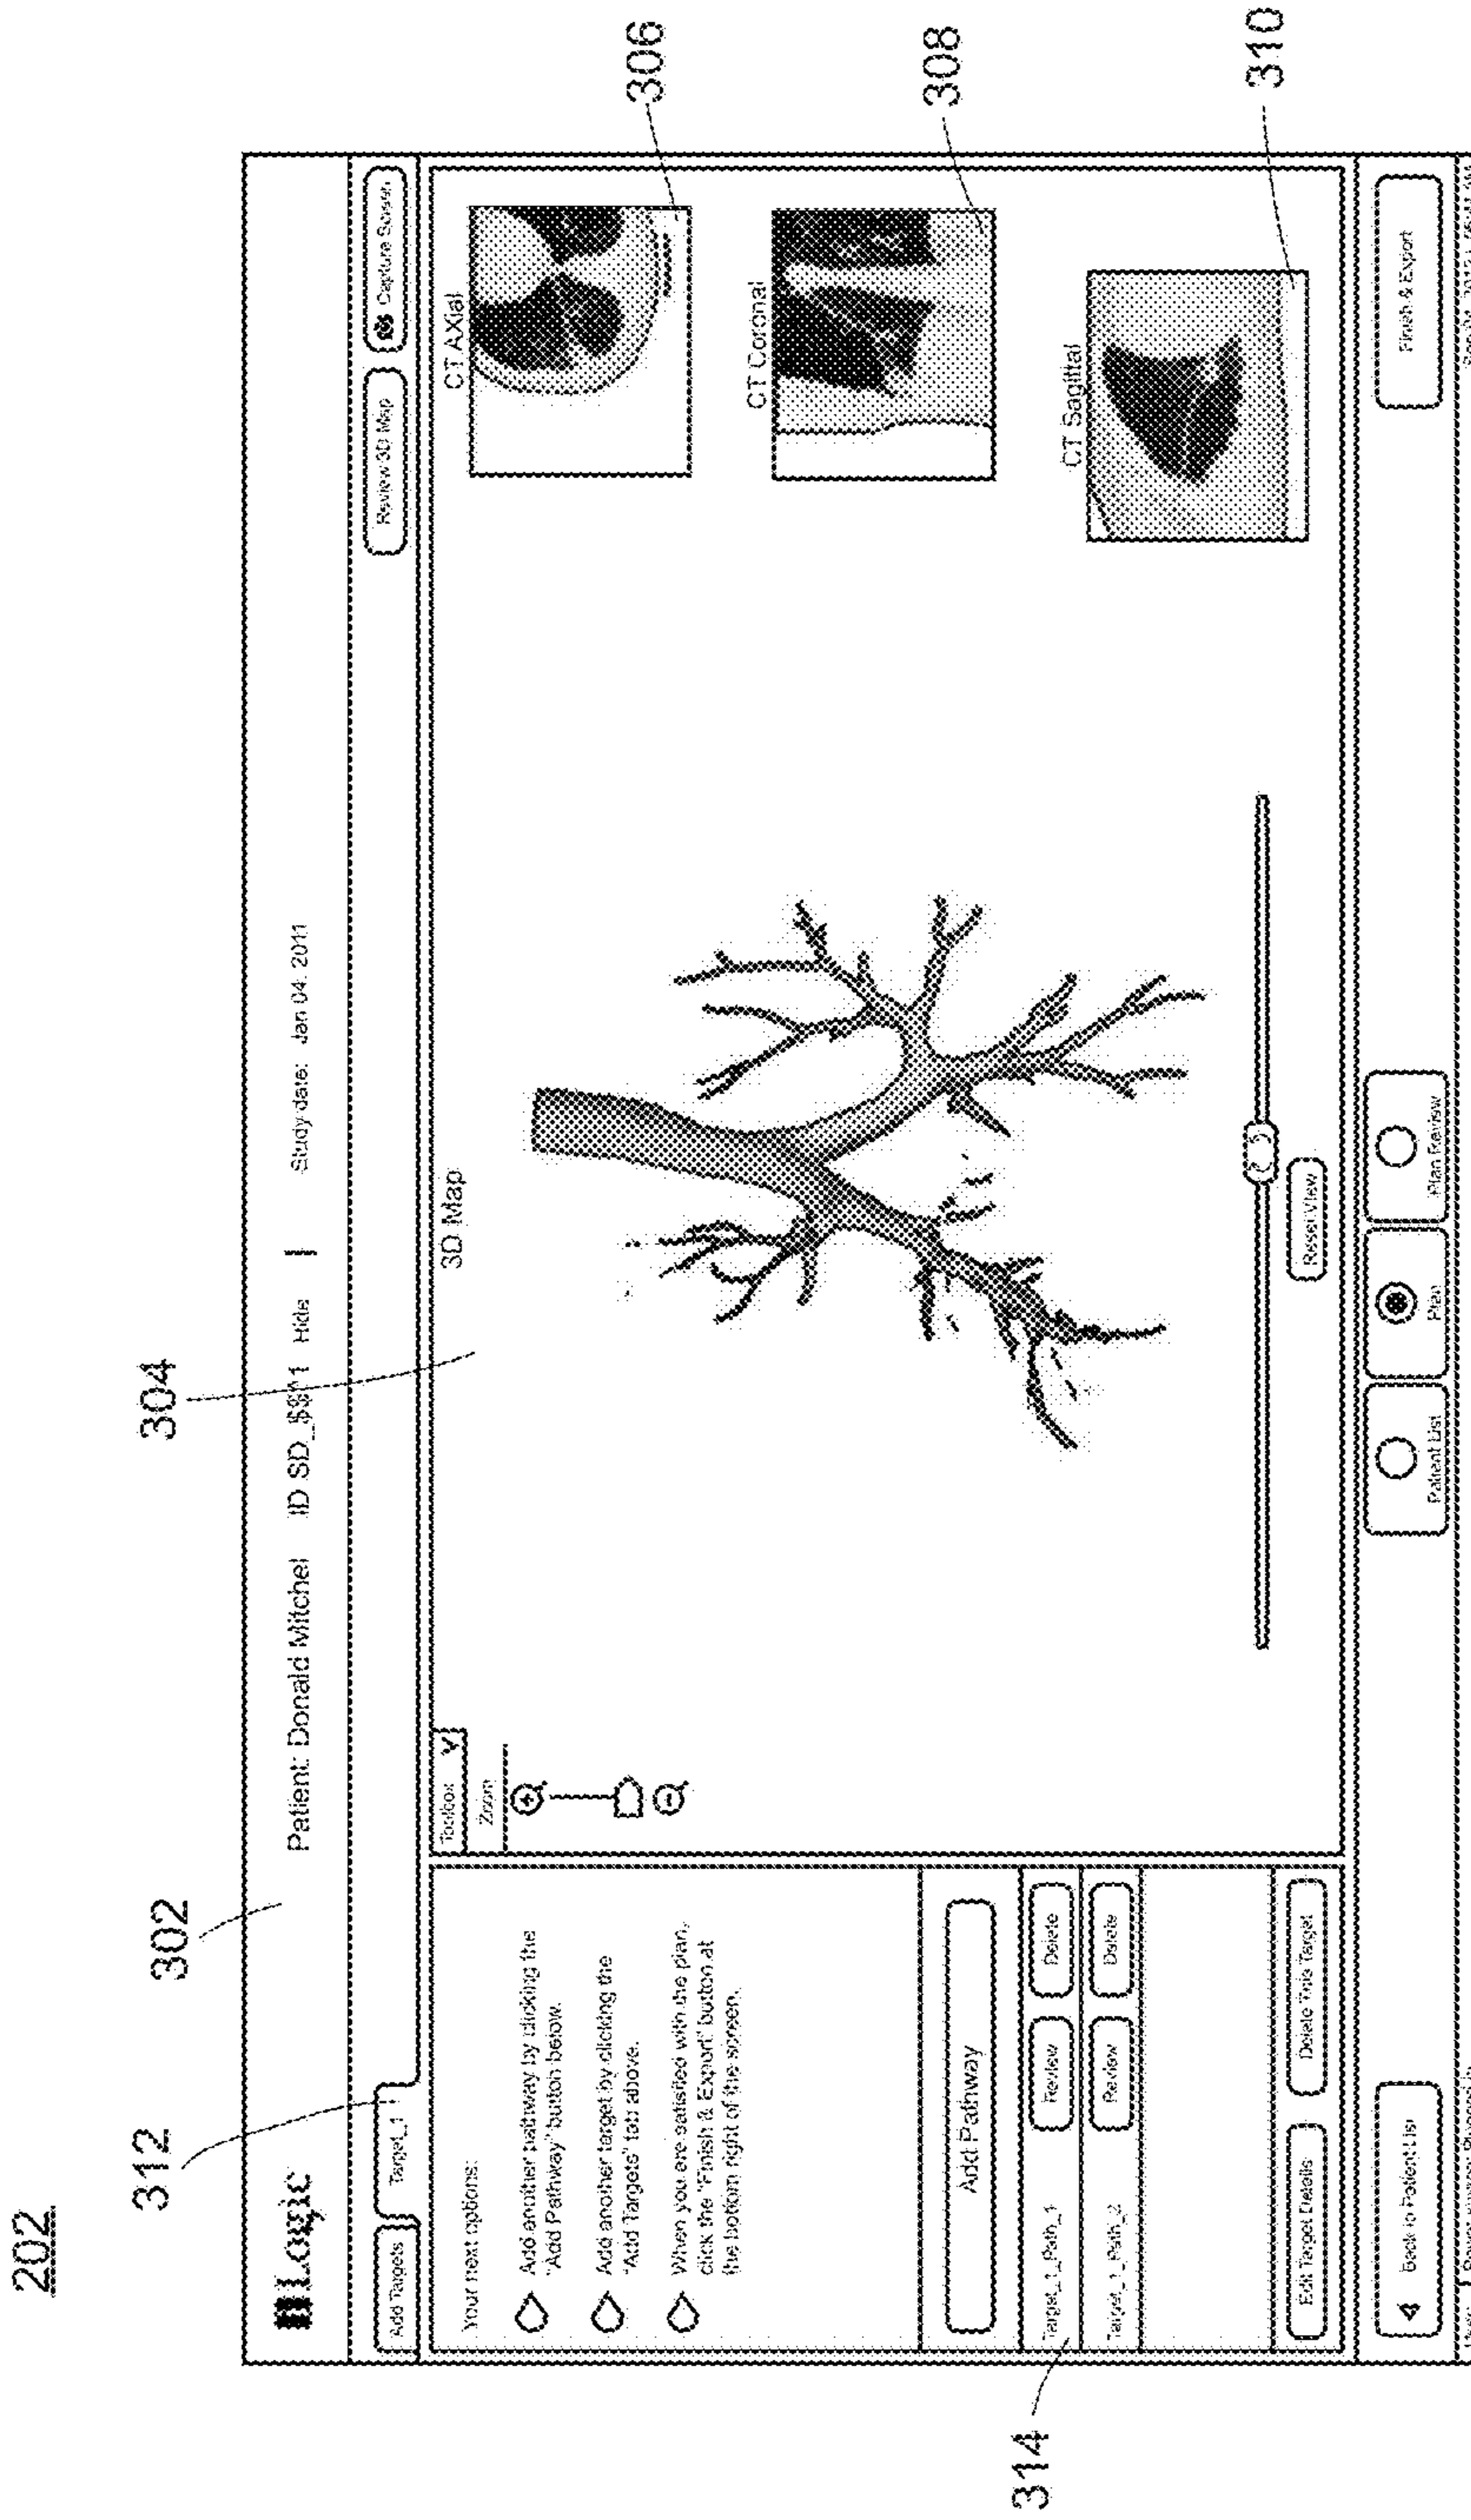 202
312
302
304
iLogic
Patient: Donald Mitchel ID SD_$$^1 Hide | Study date: Jan 04. 2011
Add Targets Target_1
Review 3D Map Capture Screen
Your next options:
Add another pathway by clicking the
"Add Pathway" button below.
Add another target by clicking the
"Add Targets" tab above.
When you are satisfied with the plan,
click the "Finish & Export" button at
the bottom right of the screen.
Add Pathway
Target_1_Path_1 Review Delete
Target_1_Path_2 Review Delete
Edit Target Details Delete This Target
314
Toolbox
Zoom
3D Map
Reset View
CT AXial
306
CT Coronal
308
CT Sagittal
310
Back to Patient List
Patient List
Plan
Plan Review
Finish & Export